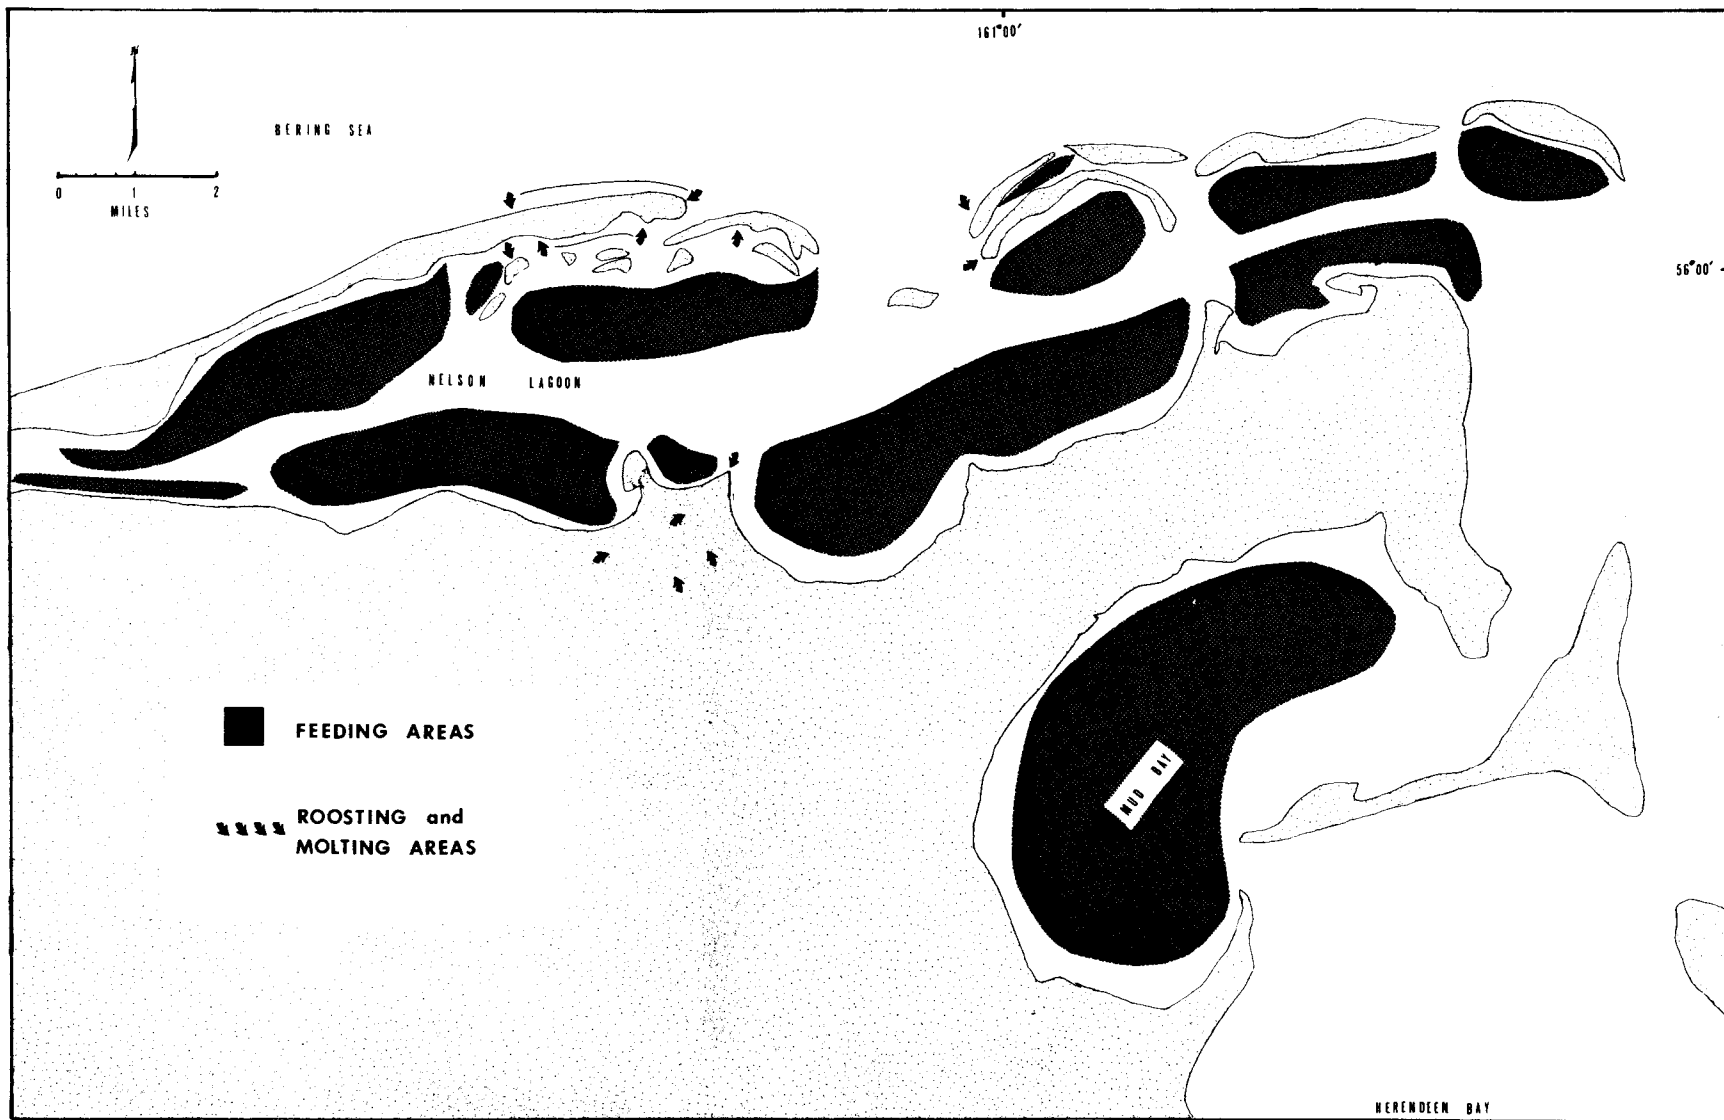 161°00'
N
BERING SEA
0 1 2
MILES
56°00'
NELSON LAGOON
FEEDING AREAS
MUD BAY
ROOSTING and
MOLTING AREAS
HERENDEEN BAY